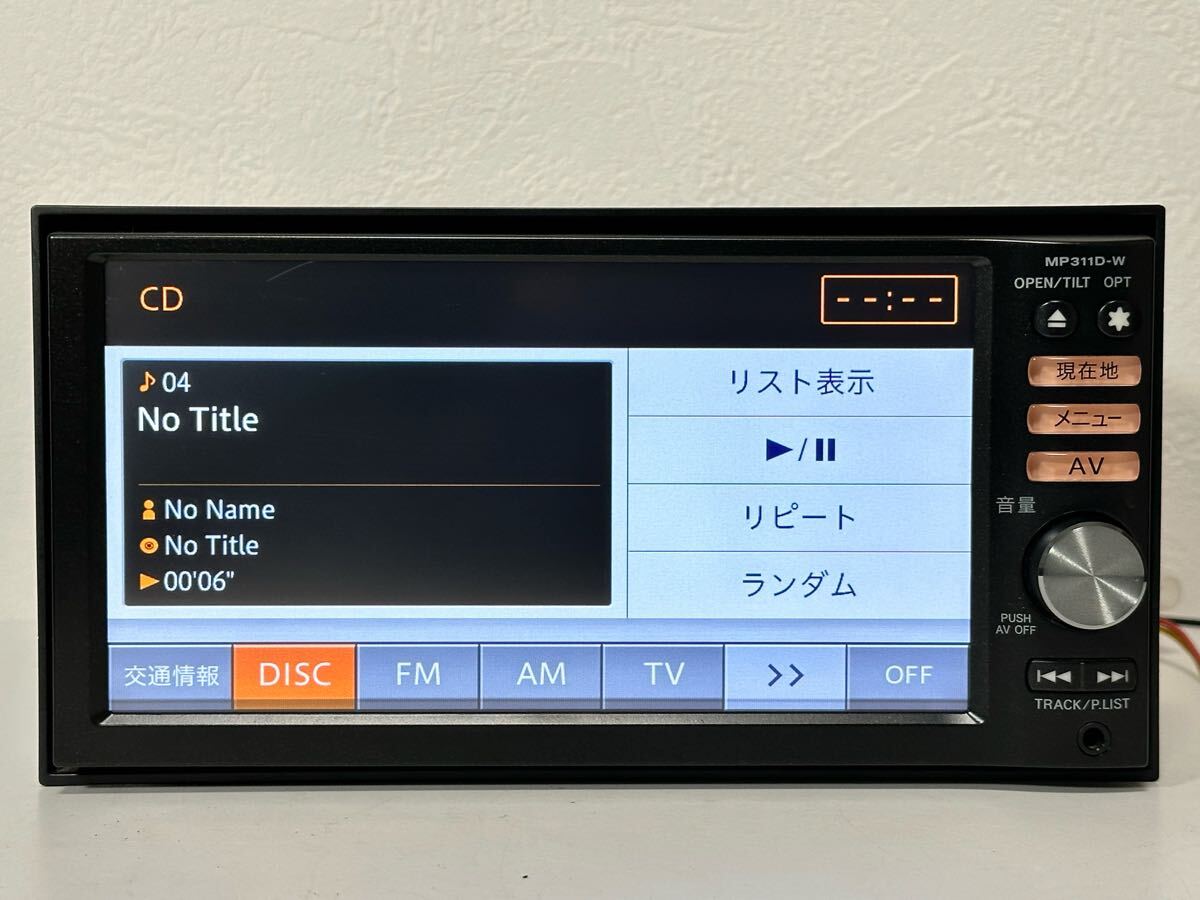 MP311D-W
OPEN/TILT OPT
CD
--:--
現在地
04
リスト表示
No Title
メニュー
▶/⏸
AV
音量
No Name
リピート
No Title
00'06"
ランダム
PUSH
AV OFF
交通情報 DISC FM AM TV >> OFF
TRACK/P.LIST